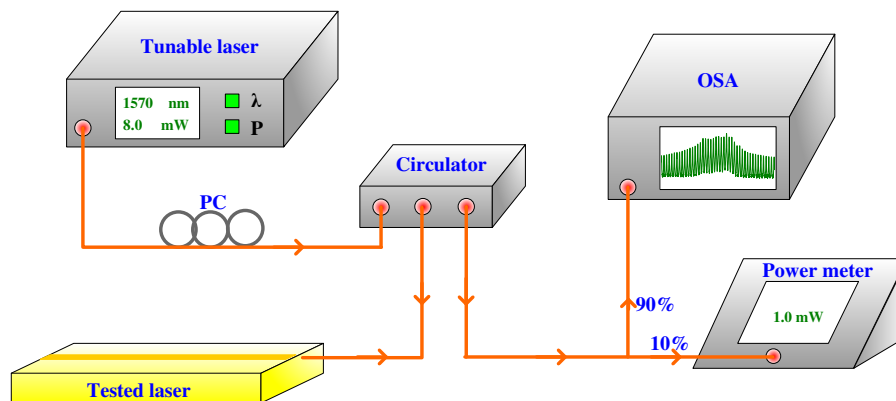 Tunable laser
1570 nm
8.0 mW
λ
P
OSA
Circulator
PC
Power meter
1.0 mW
90%
10%
Tested laser